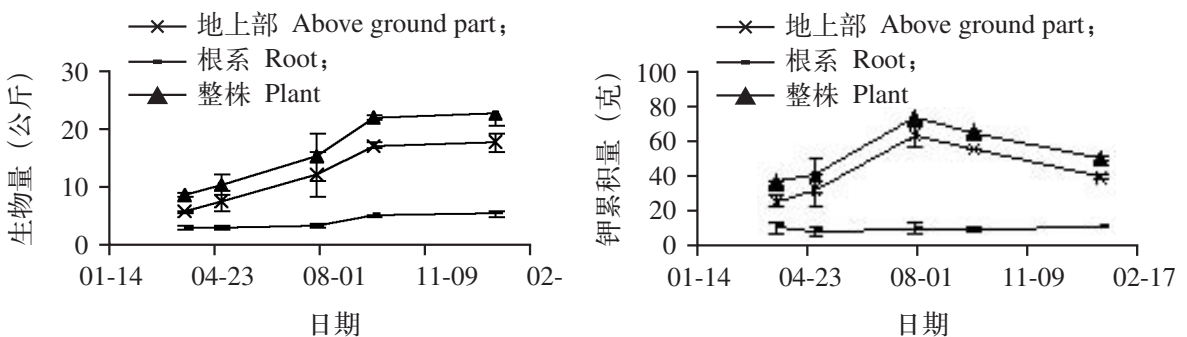 地上部 Above ground part；
根系 Root；
整株 Plant
生物量（公斤）
30
20
10
0
01-14 04-23 08-01 11-09 02-
日期
地上部 Above ground part；
根系 Root；
整株 Plant
钾累积量（克）
100
80
60
40
20
0
01-14 04-23 08-01 11-09 02-17
日期